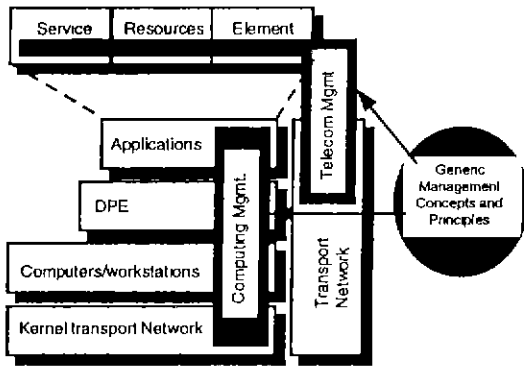 Service Resources Element
Telecom Mgmt
Applications
Generic
Management
Concepts and
Principles
DPE
Computing Mgmt.
Transport
Network
Computers/workstations
Kernel transport Network